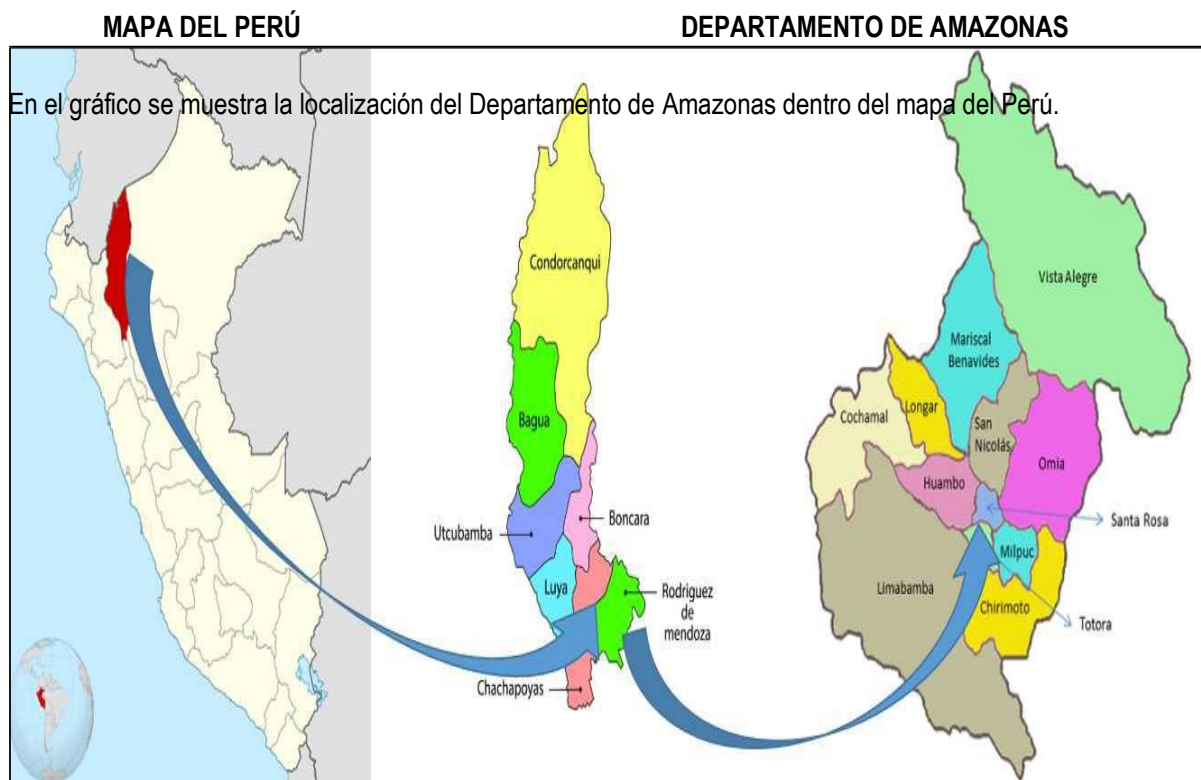 MAPA DEL PERÚ
DEPARTAMENTO DE AMAZONAS
En el gráfico se muestra la localización del Departamento de Amazonas dentro del mapa del Perú.
Condorcanqui
Bagua
Utcubamba
Boncara
Luya
Rodriguez
de
mendoza
Chachapoyas
Vista Alegre
Mariscal
Benavides
Longar
Cochamal
San
Nicolás
Omia
Huambo
Santa Rosa
Milpuc
Limabamba
Chirimoto
Totora